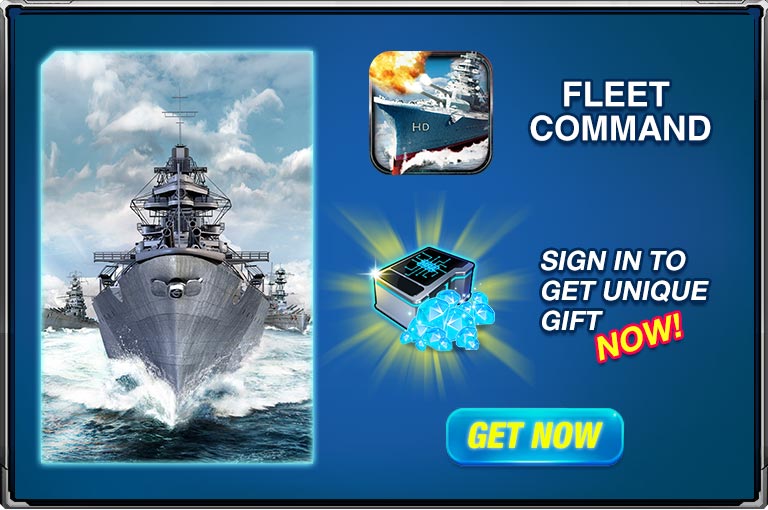 HD
FLEET
COMMAND
SIGN IN TO
GET UNIQUE
GIFT
NOW!
GET NOW